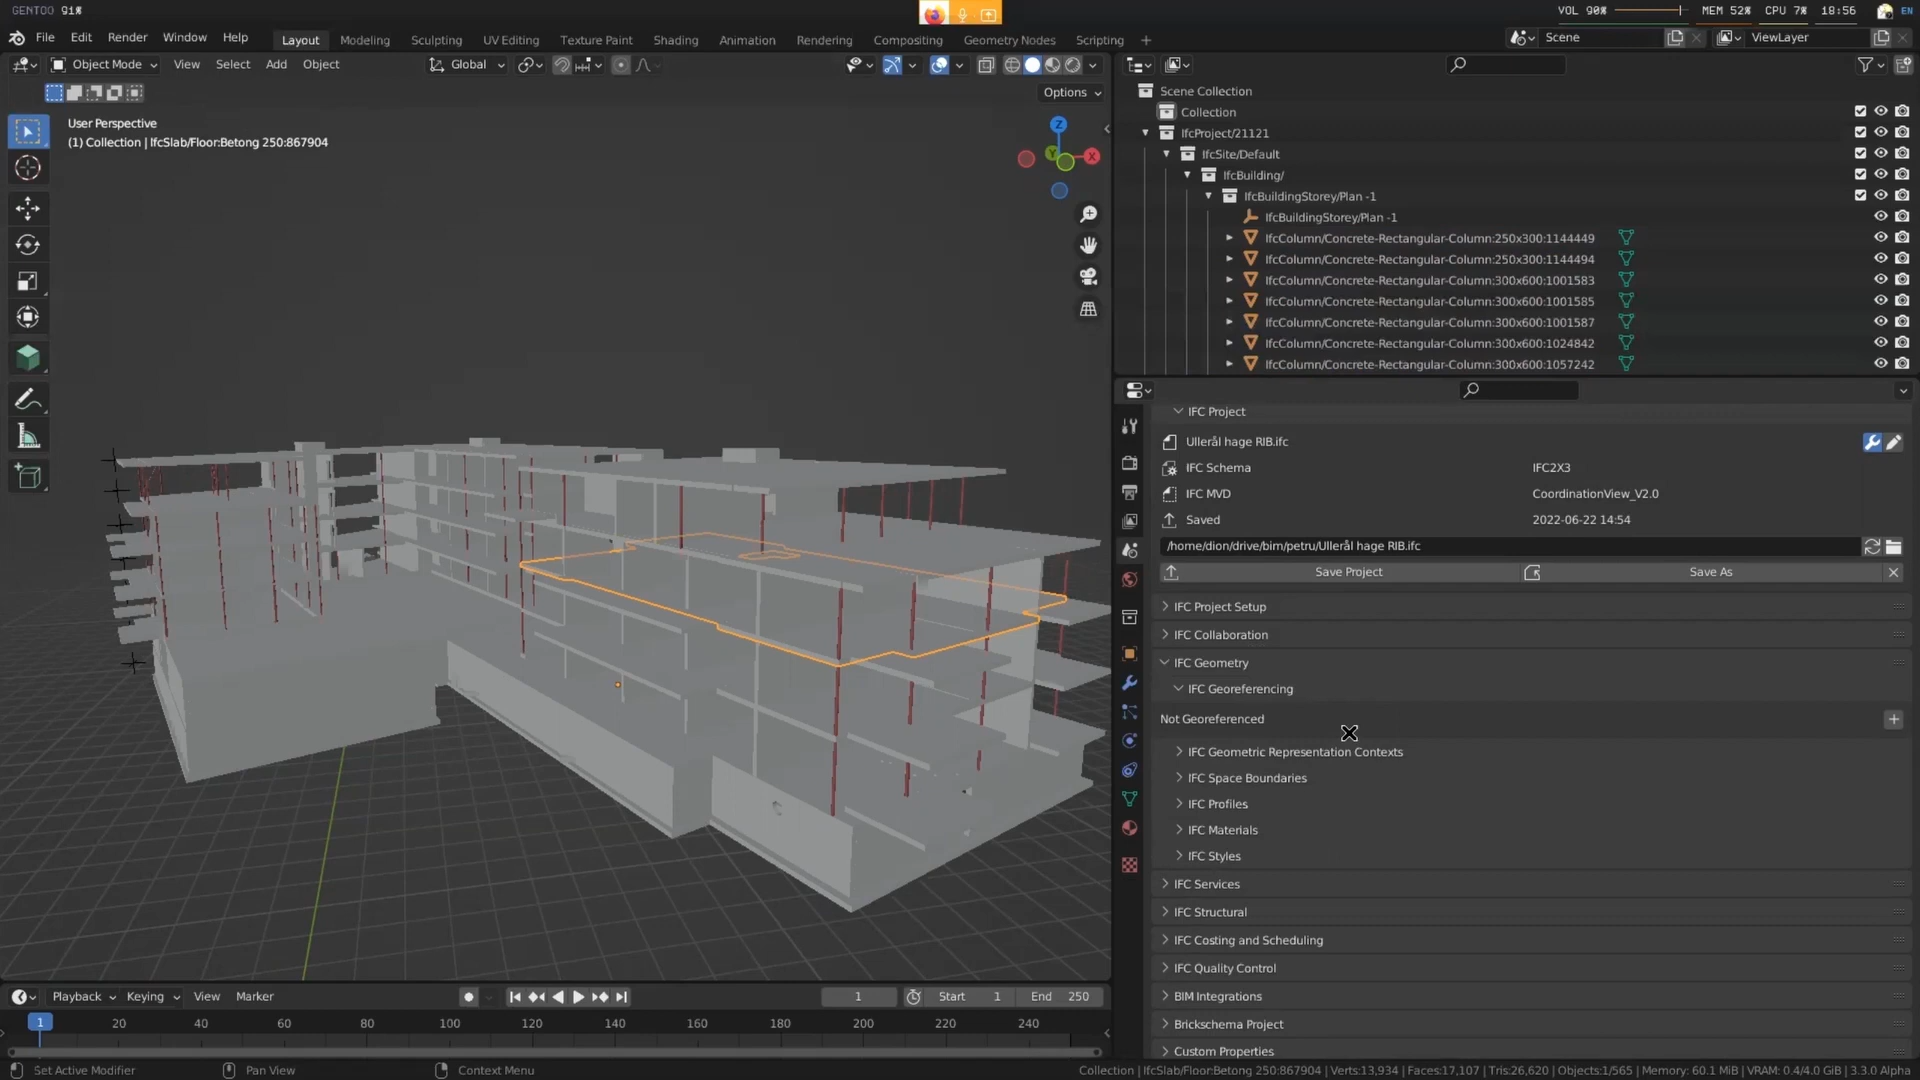 GENTOO 91%
VOL 90%
MEM 52% CPU 7% 18:56 EN
File Edit Render Window Help
Layout Modeling Sculpting UV Editing Texture Paint Shading Animation Rendering Compositing Geometry Nodes Scripting +
Scene
ViewLayer
Object Mode View Select Add Object
Global
Options
User Perspective
(1) Collection | IfcSlab/Floor:Betong 250:867904
Z
Y
X
Scene Collection
Collection
IfcProject/21121
IfcSite/Default
IfcBuilding/
IfcBuildingStorey/Plan -1
IfcBuildingStorey/Plan -1
IfcColumn/Concrete-Rectangular-Column:250x300:1144449
IfcColumn/Concrete-Rectangular-Column:250x300:1144494
IfcColumn/Concrete-Rectangular-Column:300x600:1001583
IfcColumn/Concrete-Rectangular-Column:300x600:1001585
IfcColumn/Concrete-Rectangular-Column:300x600:1001587
IfcColumn/Concrete-Rectangular-Column:300x600:1024842
IfcColumn/Concrete-Rectangular-Column:300x600:1057242
IFC Project
Ullerål hage RIB.ifc
IFC Schema IFC2X3
IFC MVD CoordinationView_V2.0
Saved 2022-06-22 14:54
/home/dion/drive/bim/petru/Ullerål hage RIB.ifc
Save Project
Save As
IFC Project Setup
IFC Collaboration
IFC Geometry
IFC Georeferencing
Not Georeferenced
IFC Geometric Representation Contexts
IFC Space Boundaries
IFC Profiles
IFC Materials
IFC Styles
IFC Services
IFC Structural
IFC Costing and Scheduling
IFC Quality Control
BIM Integrations
Brickschema Project
Custom Properties
Playback Keying View Marker
1
Start 1
End 250
1 20 40 60 80 100 120 140 160 180 200 220 240
Set Active Modifier
Pan View
Context Menu
Collection | IfcSlab/Floor:Betong 250:867904 | Verts:13,934 | Faces:17,107 | Tris:26,620 | Objects:1/565 | Memory: 60.1 MiB | VRAM: 0.4/4.0 GiB | 3.3.0 Alpha